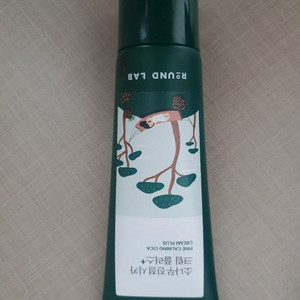 ROUND LAB
소나무 진정 시카
크림 플러스+
PINE CALMING CICA
CREAM PLUS